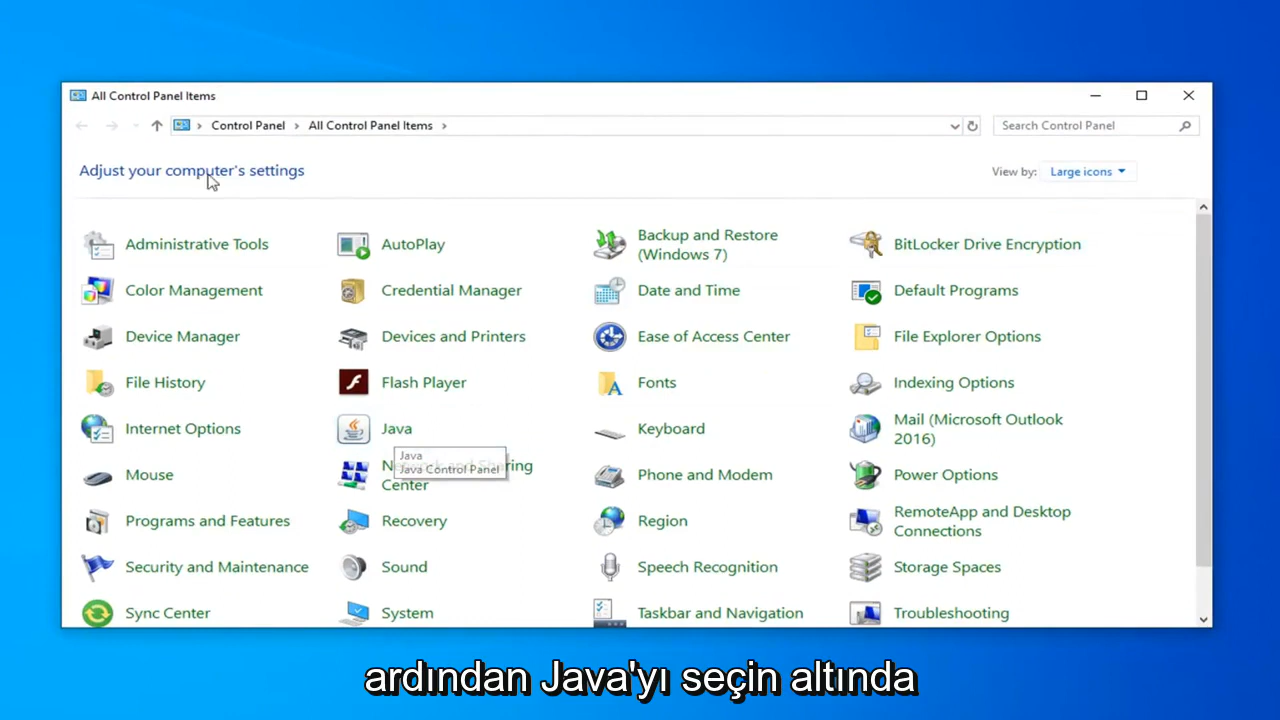 All Control Panel Items
Control Panel > All Control Panel Items >
Search Control Panel
Adjust your computer's settings
View by: Large icons
Administrative Tools
AutoPlay
Backup and Restore
(Windows 7)
BitLocker Drive Encryption
Color Management
Credential Manager
Date and Time
Default Programs
Device Manager
Devices and Printers
Ease of Access Center
File Explorer Options
File History
Flash Player
Fonts
Indexing Options
Internet Options
Java
Keyboard
Mail (Microsoft Outlook
2016)
Java
Java Control Panel
Mouse
Network and Sharing
Center
Phone and Modem
Power Options
Programs and Features
Recovery
Region
RemoteApp and Desktop
Connections
Security and Maintenance
Sound
Speech Recognition
Storage Spaces
Sync Center
System
Taskbar and Navigation
Troubleshooting
ardından Java'yı seçin altında